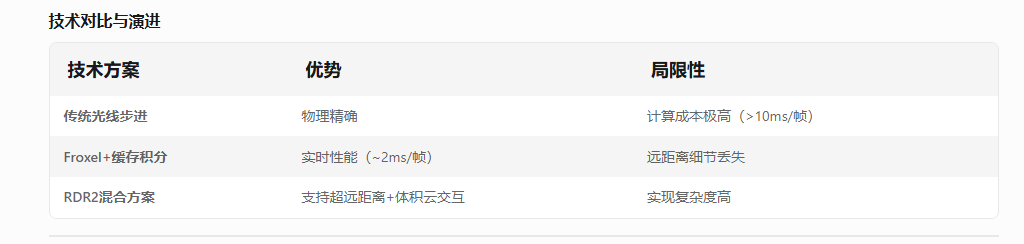 技术对比与演进
技术方案 优势 局限性
传统光线步进 物理精确 计算成本极高（>10ms/帧）
Froxel+缓存积分 实时性能（~2ms/帧） 远距离细节丢失
RDR2混合方案 支持超远距离+体积云交互 实现复杂度高